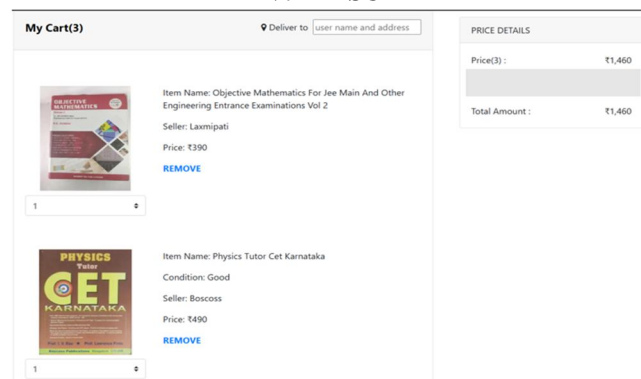 My Cart(3)
Deliver to user name and address
OBJECTIVE
MATHEMATICS
Item Name: Objective Mathematics For Jee Main And Other
Engineering Entrance Examinations Vol 2
Seller: Laxmipati
Price: ₹390
REMOVE
1
PHYSICS
Tutor
CET
KARNATAKA
Item Name: Physics Tutor Cet Karnataka
Condition: Good
Seller: Boscoss
Price: ₹490
REMOVE
1
PRICE DETAILS
Price(3) : ₹1,460
Total Amount : ₹1,460